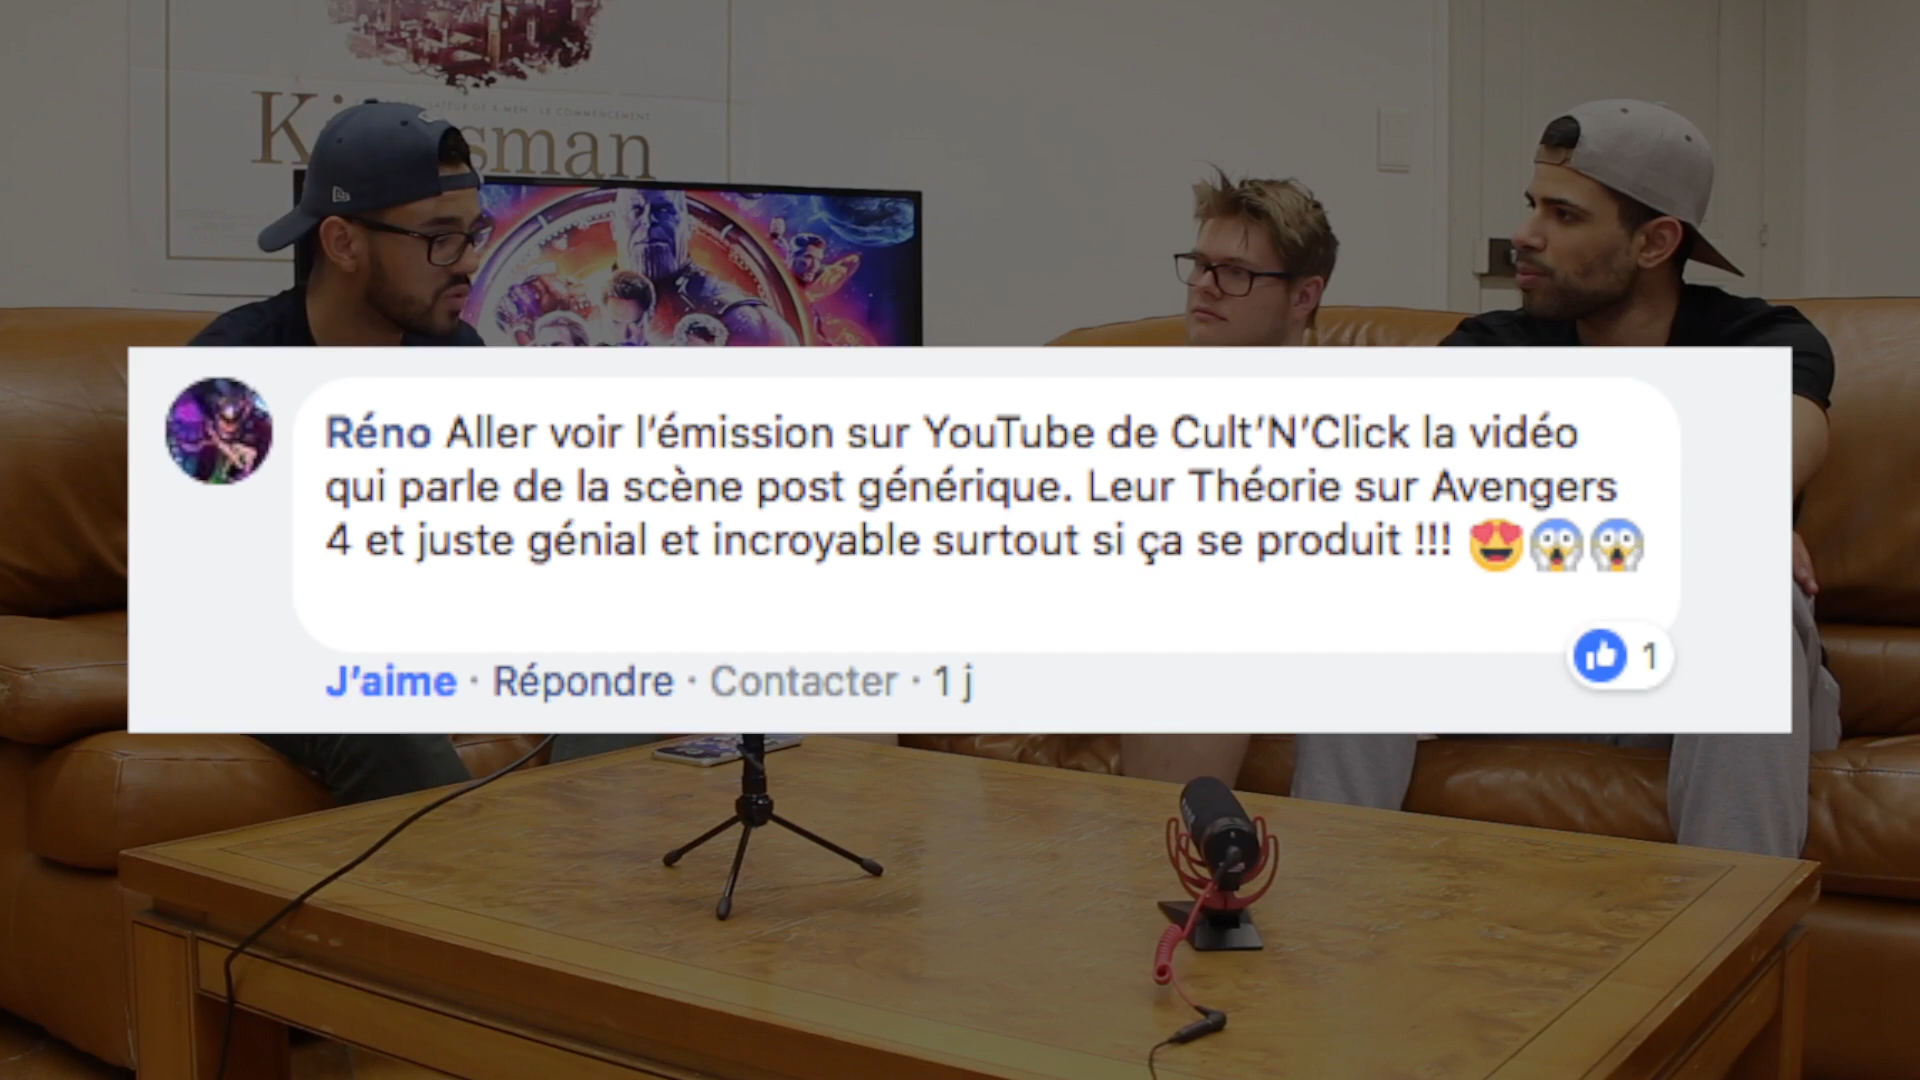 Réno Aller voir l'émission sur YouTube de Cult'N'Click la vidéo
qui parle de la scène post générique. Leur Théorie sur Avengers
4 et juste génial et incroyable surtout si ça se produit !!! 😍😱😱
1
J'aime · Répondre · Contacter · 1 j